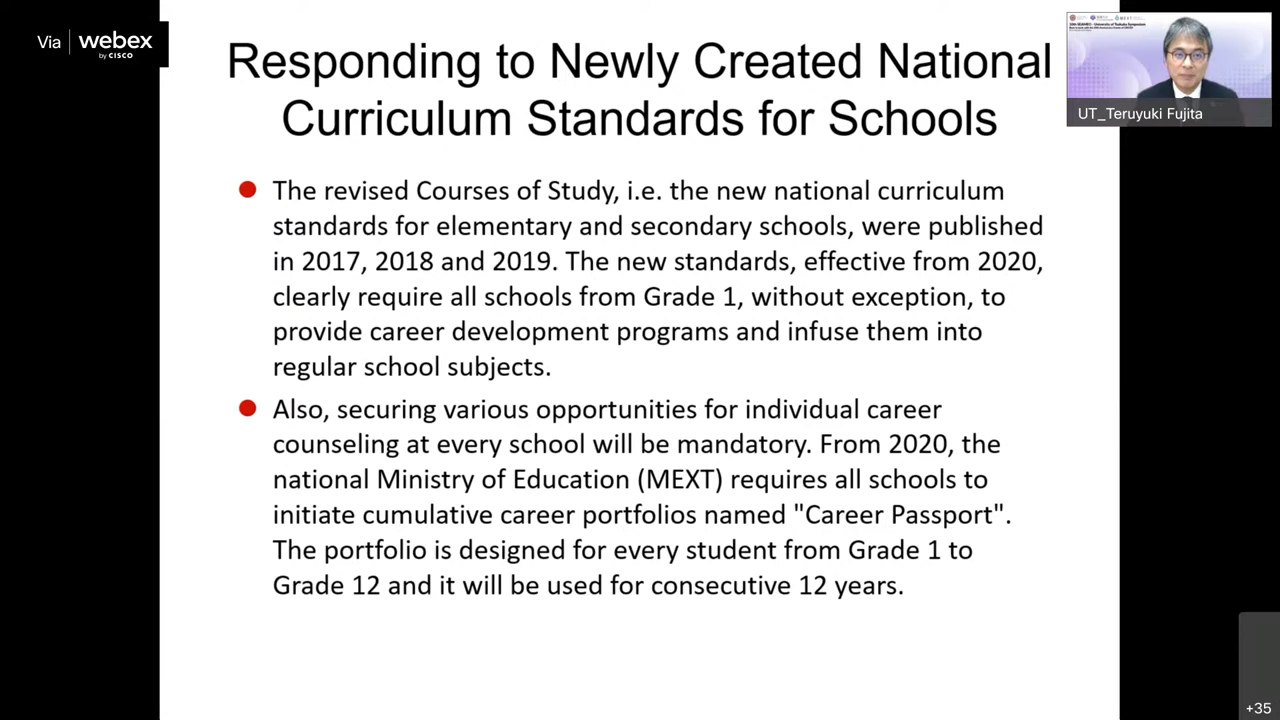 Via webex
by CISCO
Responding to Newly Created National
Curriculum Standards for Schools
UT_Teruyuki Fujita
The revised Courses of Study, i.e. the new national curriculum
standards for elementary and secondary schools, were published
in 2017, 2018 and 2019. The new standards, effective from 2020,
clearly require all schools from Grade 1, without exception, to
provide career development programs and infuse them into
regular school subjects.
Also, securing various opportunities for individual career
counseling at every school will be mandatory. From 2020, the
national Ministry of Education (MEXT) requires all schools to
initiate cumulative career portfolios named "Career Passport".
The portfolio is designed for every student from Grade 1 to
Grade 12 and it will be used for consecutive 12 years.
+35